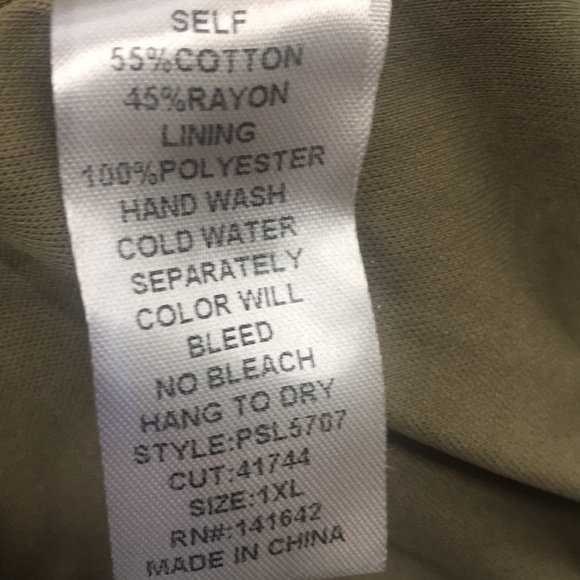 SELF
55%COTTON
45%RAYON
LINING
100%POLYESTER
HAND WASH
COLD WATER
SEPARATELY
COLOR WILL
BLEED
NO BLEACH
HANG TO DRY
STYLE:PSL5707
CUT:41744
SIZE:1XL
RN#:141642
MADE IN CHINA